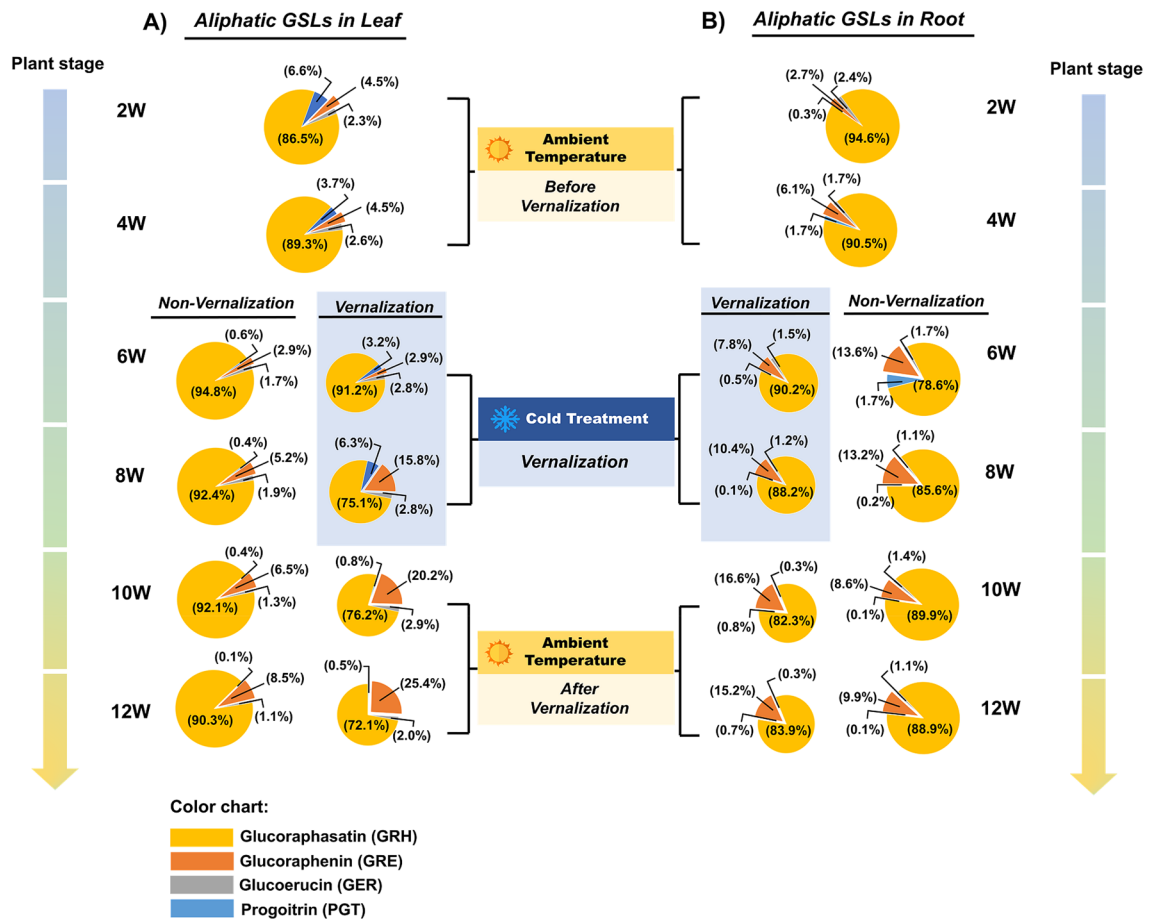 A)
Aliphatic GSLs in Leaf
B)
Aliphatic GSLs in Root
Plant stage
Plant stage
2W
(6.6%)
(4.5%)
(2.3%)
(86.5%)
Ambient
Temperature
Before
Vernalization
(2.7%)
(2.4%)
(0.3%)
(94.6%)
2W
4W
(3.7%)
(4.5%)
(2.6%)
(89.3%)
(6.1%)
(1.7%)
(1.7%)
(90.5%)
4W
Non-Vernalization
Vernalization
Vernalization
Non-Vernalization
6W
(0.6%)
(2.9%)
(1.7%)
(94.8%)
(3.2%)
(2.9%)
(2.8%)
(91.2%)
Cold Treatment
Vernalization
(7.8%)
(1.5%)
(0.5%)
(90.2%)
(1.7%)
(13.6%)
(1.7%)
(78.6%)
6W
8W
(0.4%)
(5.2%)
(1.9%)
(92.4%)
(6.3%)
(15.8%)
(2.8%)
(75.1%)
(10.4%)
(1.2%)
(0.1%)
(88.2%)
(1.1%)
(13.2%)
(0.2%)
(85.6%)
8W
10W
(0.4%)
(6.5%)
(1.3%)
(92.1%)
(0.8%)
(20.2%)
(2.9%)
(76.2%)
Ambient
Temperature
After
Vernalization
(16.6%)
(0.3%)
(0.8%)
(82.3%)
(1.4%)
(8.6%)
(0.1%)
(89.9%)
10W
12W
(0.1%)
(8.5%)
(1.1%)
(90.3%)
(0.5%)
(25.4%)
(2.0%)
(72.1%)
(15.2%)
(0.3%)
(0.7%)
(83.9%)
(1.1%)
(9.9%)
(0.1%)
(88.9%)
12W
Color chart:
Glucoraphasatin (GRH)
Glucoraphenin (GRE)
Glucoerucin (GER)
Progoitrin (PGT)